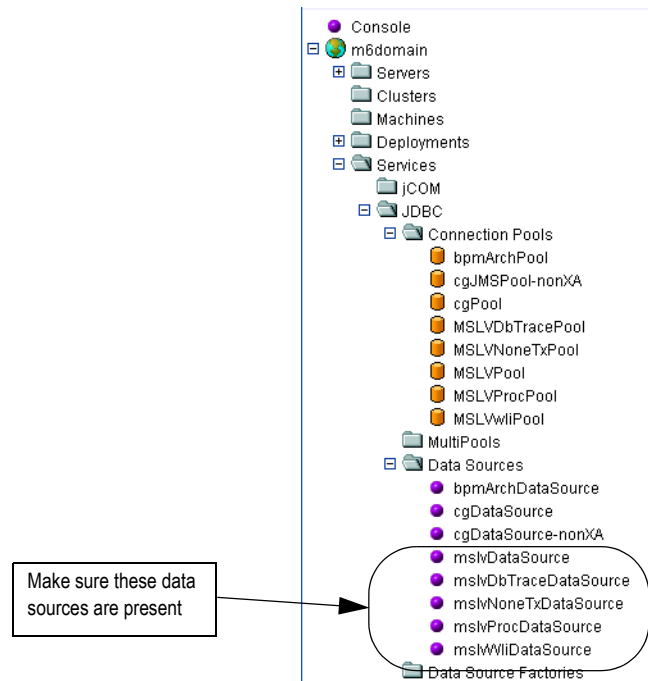 Console
m6domain
Servers
Clusters
Machines
Deployments
Services
jCOM
JDBC
Connection Pools
bpmArchPool
cgJMSPool-nonXA
cgPool
MSLVDbTracePool
MSLVNoneTxPool
MSLVPool
MSLVProcPool
MSLVwliPool
MultiPools
Data Sources
bpmArchDataSource
cgDataSource
cgDataSource-nonXA
mslvDataSource
mslvDbTraceDataSource
mslvNoneTxDataSource
mslvProcDataSource
mslvWliDataSource
Data Source Factories
Make sure these data
sources are present